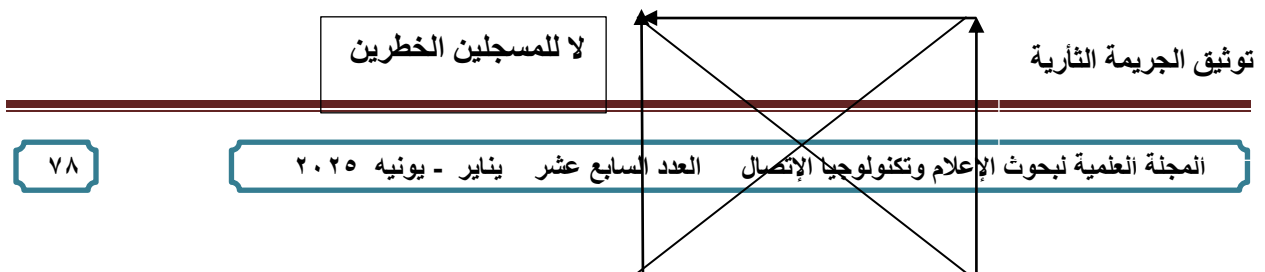 لا للمسجلين الخطرين
توثيق الجريمة الثأرية
المجلة العلمية لبحوث الإعلام وتكنولوجيا الإتصال العدد السابع عشر يناير - يونيه ٢٠٢٥
٧٨